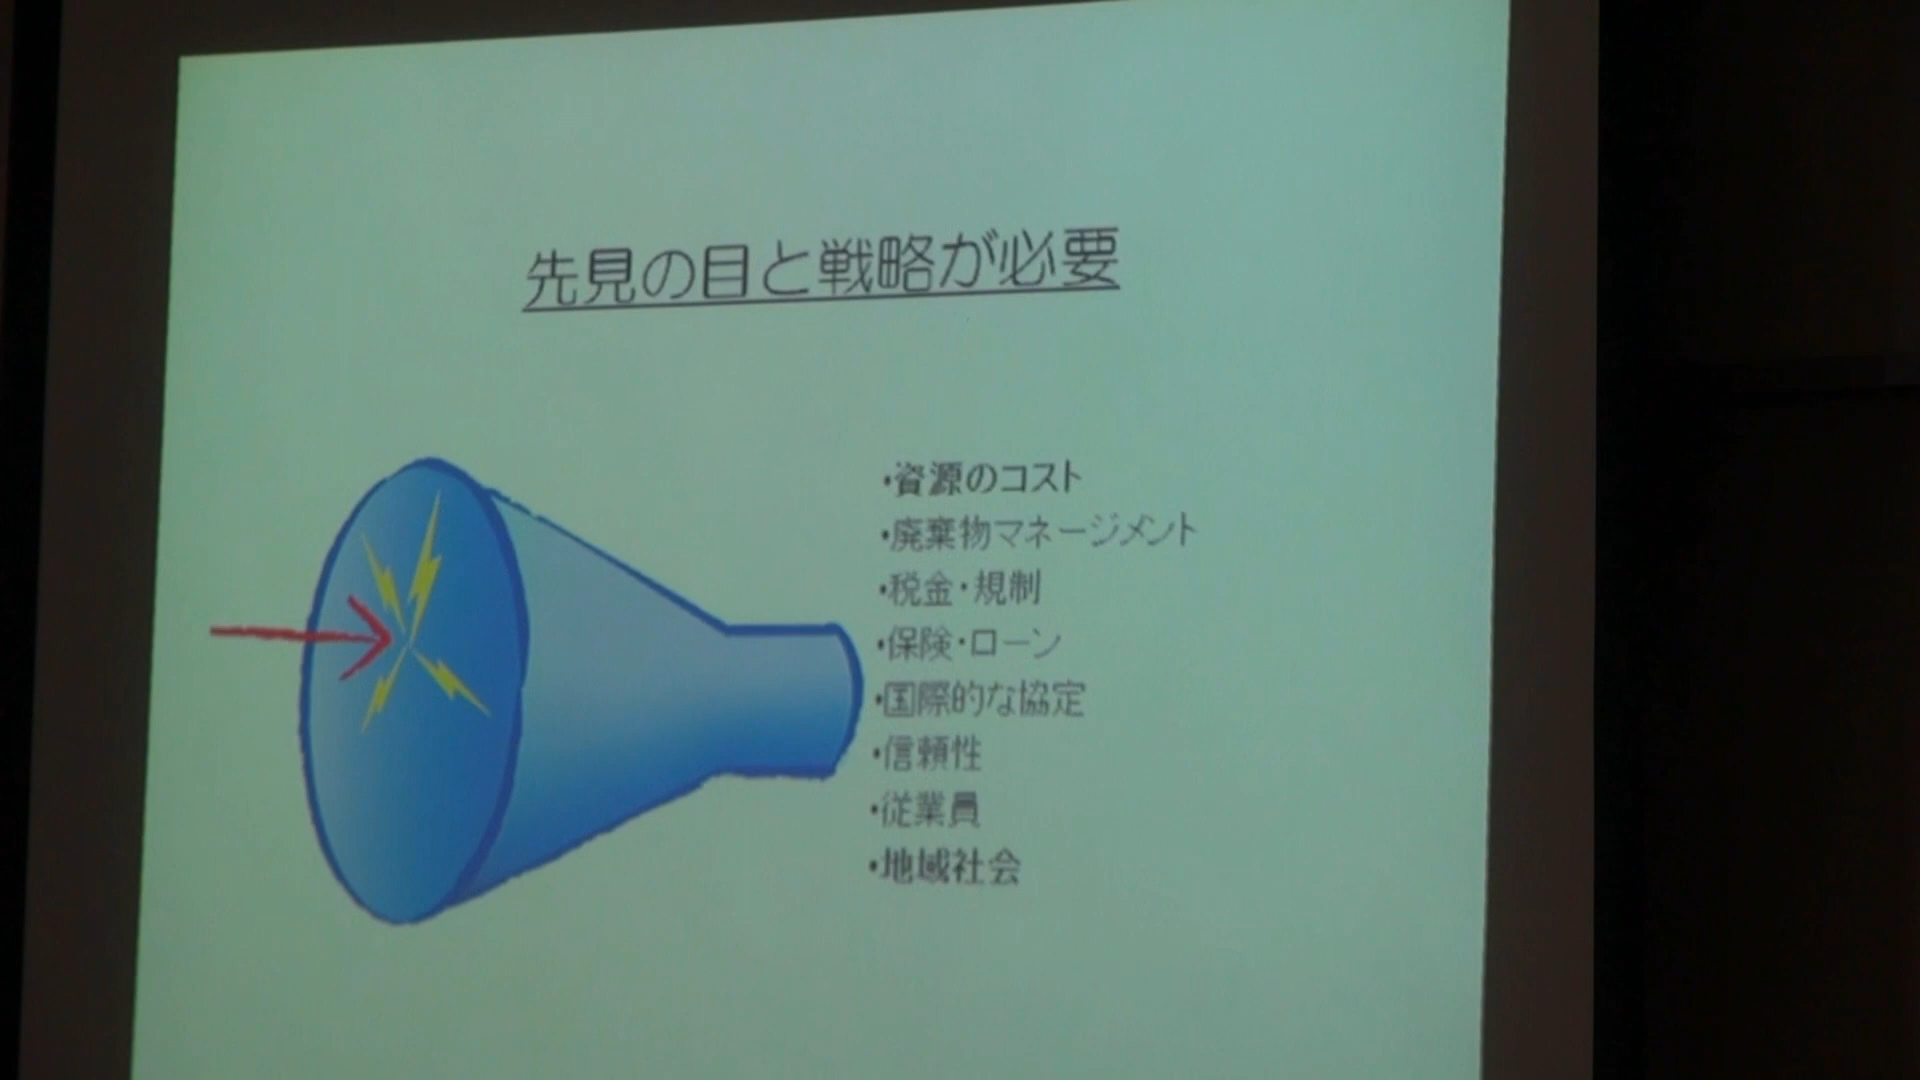 先見の目と戦略が必要
・資源のコスト
・廃棄物マネージメント
・税金・規制
・保険・ローン
・国際的な協定
・信頼性
・従業員
・地域社会